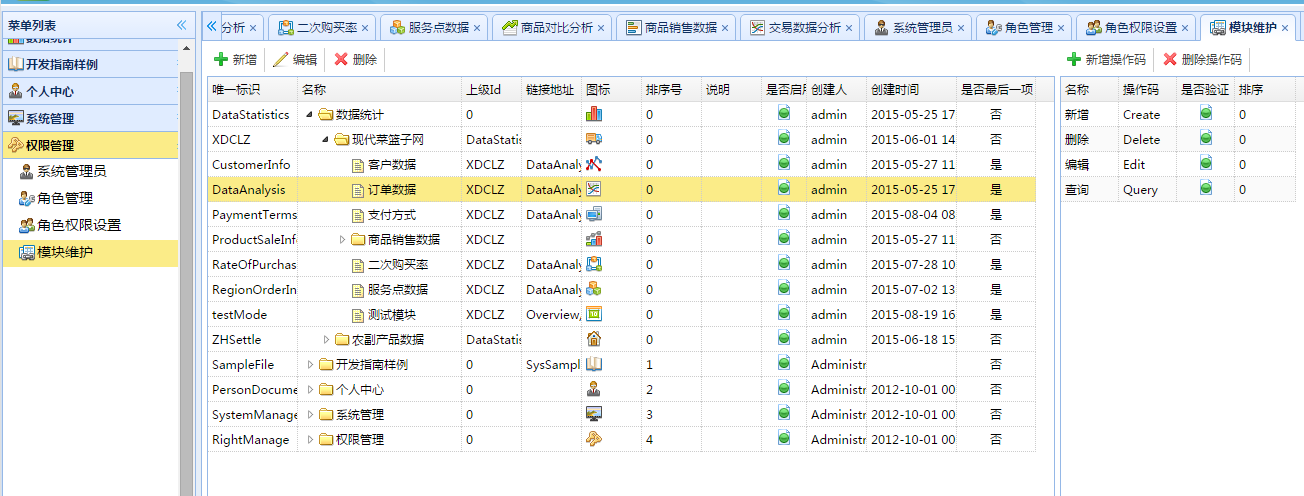 菜单列表
数据统计
开发指南样例
个人中心
系统管理
权限管理
系统管理员
角色管理
角色权限设置
模块维护
分析 × 二次购买率 × 服务点数据 × 商品对比分析 × 商品销售数据 × 交易数据分析 × 系统管理员 × 角色管理 × 角色权限设置 × 模块维护 ×
新增 编辑 删除
唯一标识 名称 上级Id 链接地址 图标 排序号 说明 是否启用 创建人 创建时间 是否最后一项
DataStatistics 数据统计 0 0 admin 2015-05-25 17 否
XDCLZ 现代菜篮子网 DataStatis 0 admin 2015-06-01 14 否
CustomerInfo 客户数据 XDCLZ DataAnaly 0 admin 2015-05-27 11 是
DataAnalysis 订单数据 XDCLZ DataAnaly 0 admin 2015-05-25 17 是
PaymentTerms 支付方式 XDCLZ DataAnaly 0 admin 2015-08-04 08 是
ProductSaleInf 商品销售数据 XDCLZ 0 admin 2015-05-27 11 否
RateOfPurchas 二次购买率 XDCLZ DataAnaly 0 admin 2015-07-28 10 是
RegionOrderIn 服务点数据 XDCLZ DataAnaly 0 admin 2015-07-02 13 是
testMode 测试模块 XDCLZ Overview, 0 admin 2015-08-19 16 是
ZHSettle 农副产品数据 DataStatis 0 admin 2015-06-18 15 否
SampleFile 开发指南样例 0 SysSampl 1 Administr 否
PersonDocume 个人中心 0 2 Administr 2012-10-01 00 否
SystemManage 系统管理 0 3 Administr 2012-10-01 00 否
RightManage 权限管理 0 4 Administr 2012-10-01 00 否
新增操作码 删除操作码
名称 操作码 是否验证 排序
新增 Create 0
删除 Delete 0
编辑 Edit 0
查询 Query 0